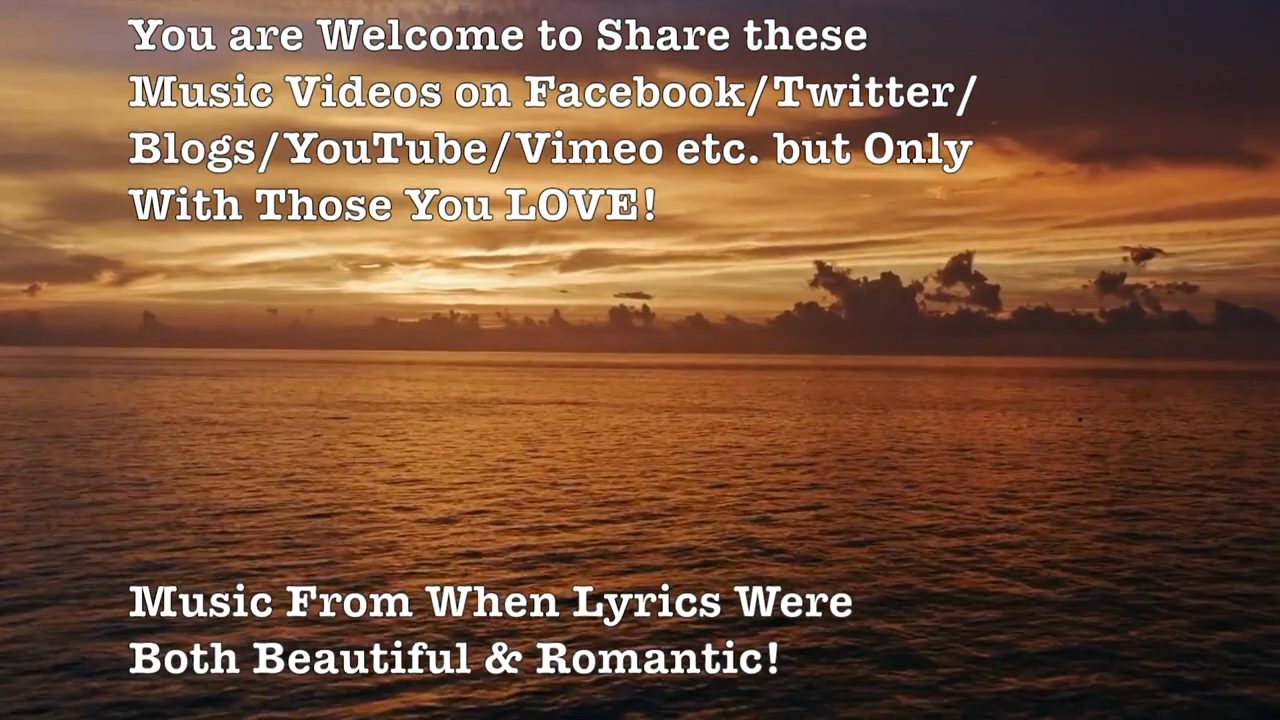 You are Welcome to Share these
Music Videos on Facebook/Twitter/
Blogs/YouTube/Vimeo etc. but Only
With Those You LOVE!
Music From When Lyrics Were
Both Beautiful & Romantic!